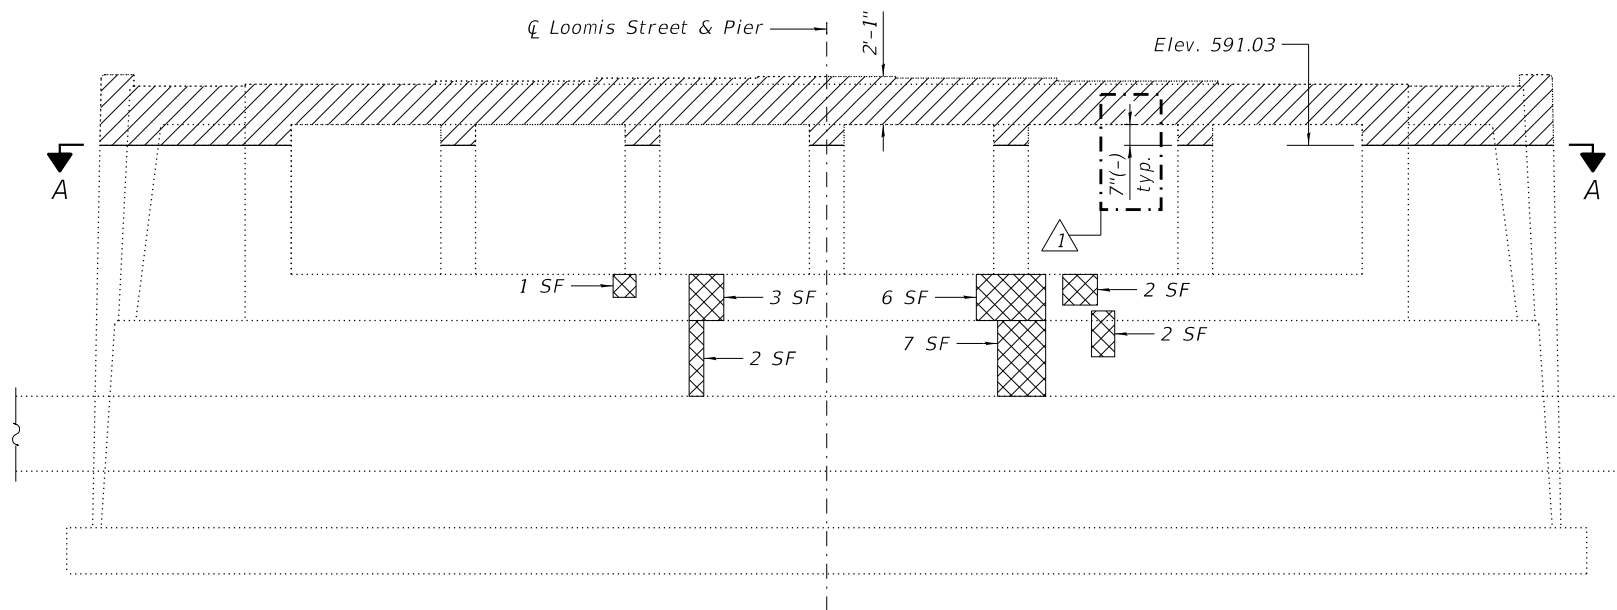 ℄ Loomis Street & Pier
2'-1"
Elev. 591.03
A
A
7"(-)
typ.
1
1 SF
3 SF
6 SF
2 SF
2 SF
7 SF
2 SF